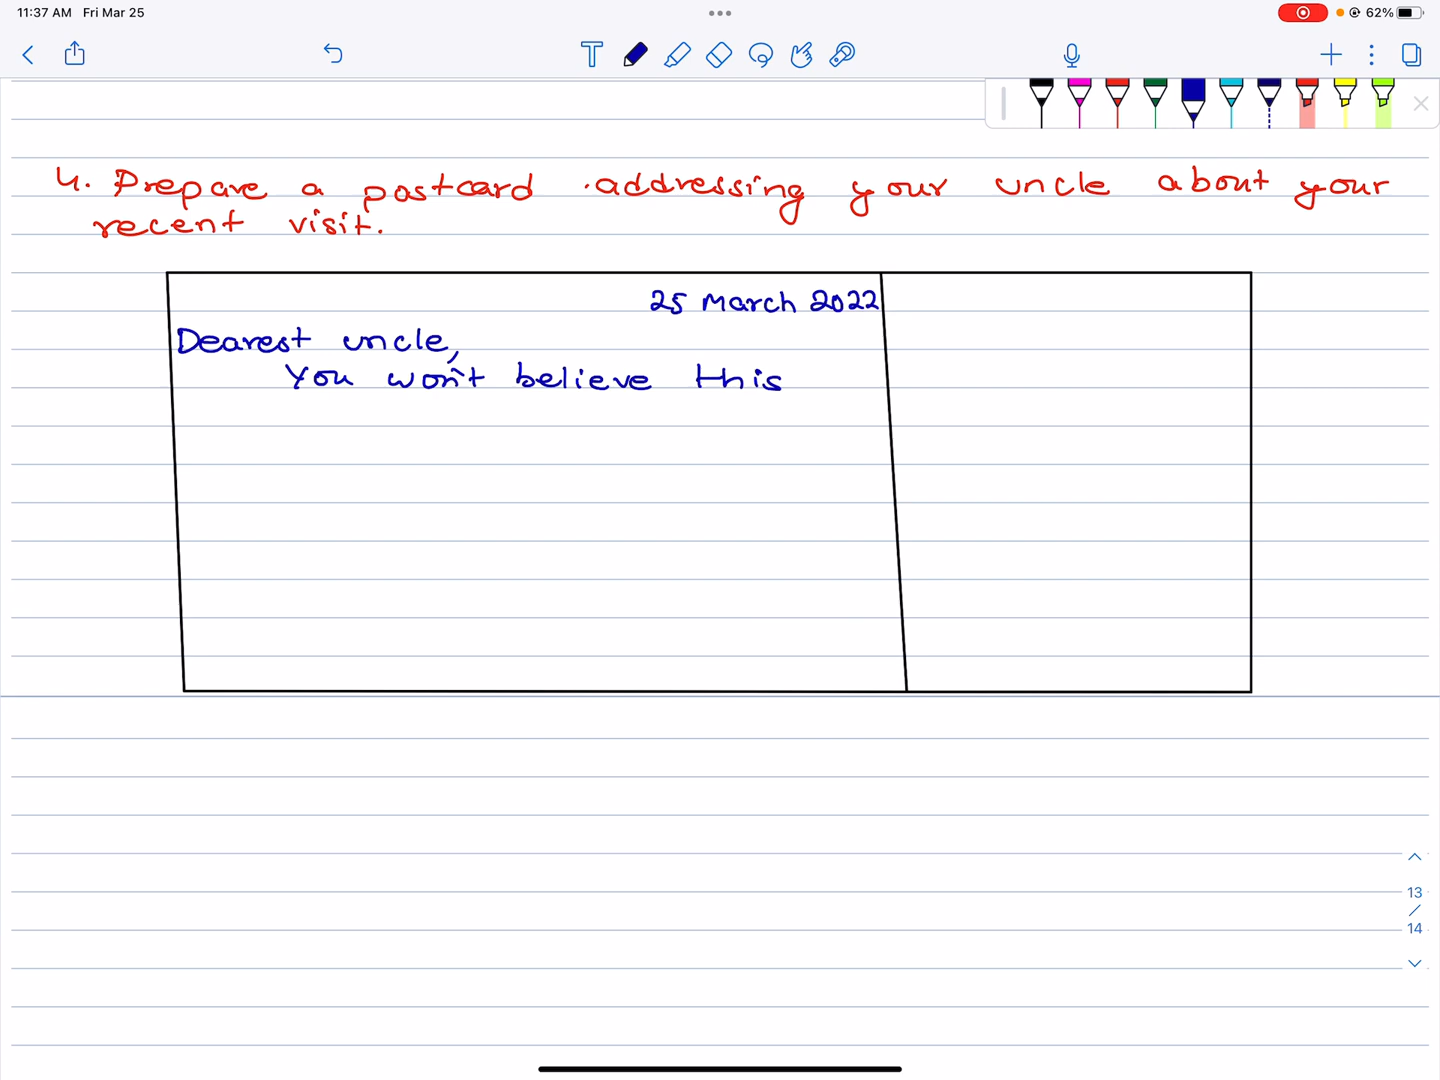 11:37 AM Fri Mar 25
62%
T
4. Prepare a postcard addressing your uncle about your
recent visit.
25 March 2022
Dearest uncle,
You won't believe this
13
/
14